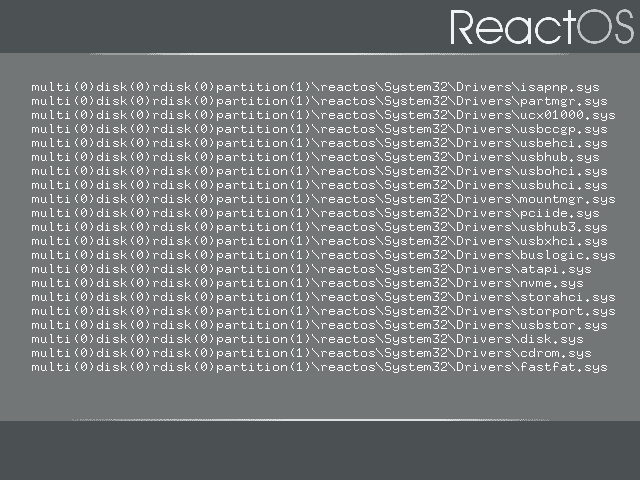 ReactOS
multi(0)disk(0)rdisk(0)partition(1)\reactos\System32\Drivers\isapnp.sys
multi(0)disk(0)rdisk(0)partition(1)\reactos\System32\Drivers\partmgr.sys
multi(0)disk(0)rdisk(0)partition(1)\reactos\System32\Drivers\ucx01000.sys
multi(0)disk(0)rdisk(0)partition(1)\reactos\System32\Drivers\usbccgp.sys
multi(0)disk(0)rdisk(0)partition(1)\reactos\System32\Drivers\usbehci.sys
multi(0)disk(0)rdisk(0)partition(1)\reactos\System32\Drivers\usbhub.sys
multi(0)disk(0)rdisk(0)partition(1)\reactos\System32\Drivers\usbohci.sys
multi(0)disk(0)rdisk(0)partition(1)\reactos\System32\Drivers\usbuhci.sys
multi(0)disk(0)rdisk(0)partition(1)\reactos\System32\Drivers\mountmgr.sys
multi(0)disk(0)rdisk(0)partition(1)\reactos\System32\Drivers\pciide.sys
multi(0)disk(0)rdisk(0)partition(1)\reactos\System32\Drivers\usbhub3.sys
multi(0)disk(0)rdisk(0)partition(1)\reactos\System32\Drivers\usbxhci.sys
multi(0)disk(0)rdisk(0)partition(1)\reactos\System32\Drivers\buslogic.sys
multi(0)disk(0)rdisk(0)partition(1)\reactos\System32\Drivers\atapi.sys
multi(0)disk(0)rdisk(0)partition(1)\reactos\System32\Drivers\nvme.sys
multi(0)disk(0)rdisk(0)partition(1)\reactos\System32\Drivers\storahci.sys
multi(0)disk(0)rdisk(0)partition(1)\reactos\System32\Drivers\storport.sys
multi(0)disk(0)rdisk(0)partition(1)\reactos\System32\Drivers\usbstor.sys
multi(0)disk(0)rdisk(0)partition(1)\reactos\System32\Drivers\disk.sys
multi(0)disk(0)rdisk(0)partition(1)\reactos\System32\Drivers\cdrom.sys
multi(0)disk(0)rdisk(0)partition(1)\reactos\System32\Drivers\fastfat.sys